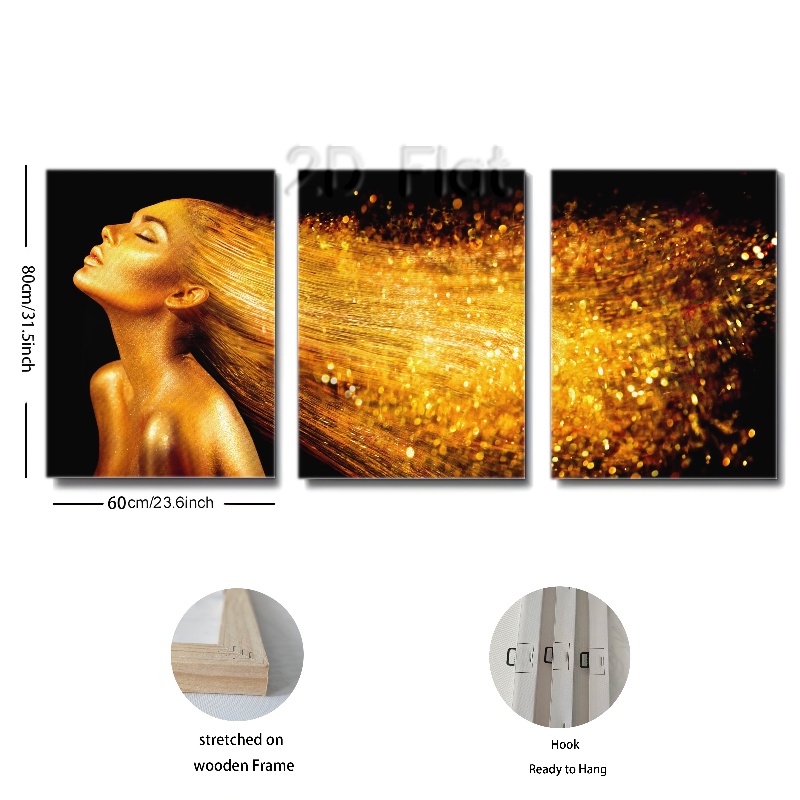 2D Flat
80cm/31.5inch
60cm/23.6inch
stretched on
wooden Frame
Hook
Ready to Hang